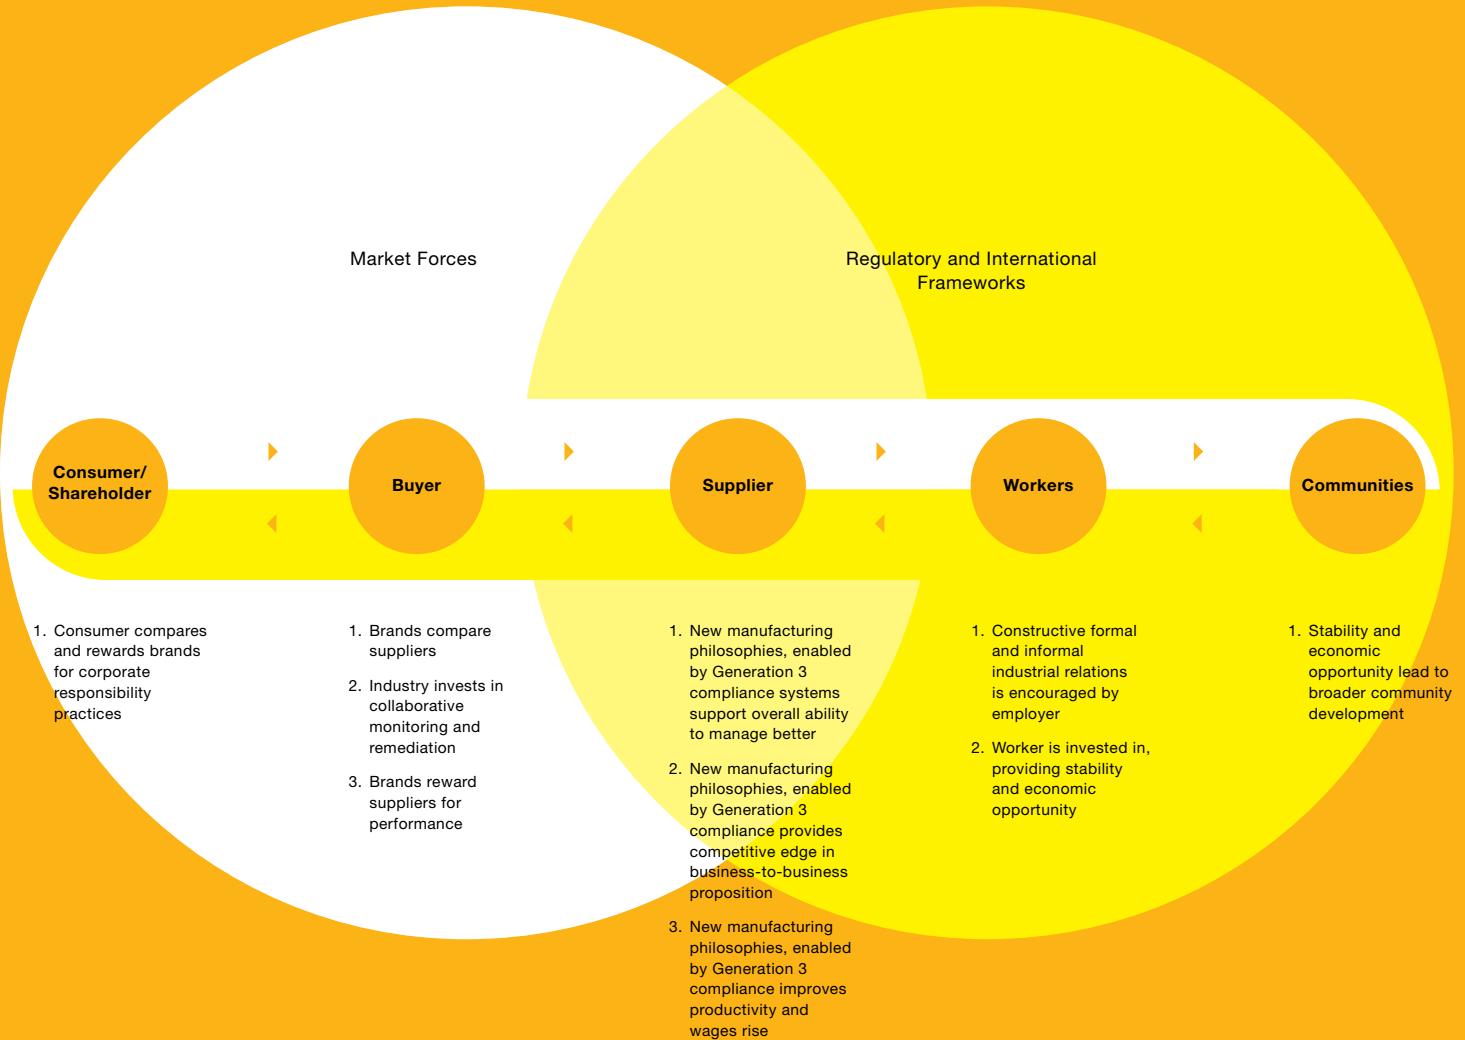 Market Forces
Regulatory and International
Frameworks
Consumer/
Shareholder
Buyer
Supplier
Workers
Communities
1. Consumer compares
and rewards brands
for corporate
responsibility
practices
1. Brands compare
suppliers
2. Industry invests in
collaborative
monitoring and
remediation
3. Brands reward
suppliers for
performance
1. New manufacturing
philosophies, enabled
by Generation 3
compliance systems
support overall ability
to manage better
2. New manufacturing
philosophies, enabled
by Generation 3
compliance provides
competitive edge in
business-to-business
proposition
3. New manufacturing
philosophies, enabled
by Generation 3
compliance improves
productivity and
wages rise
1. Constructive formal
and informal
industrial relations
is encouraged by
employer
2. Worker is invested in,
providing stability
and economic
opportunity
1. Stability and
economic
opportunity lead to
broader community
development